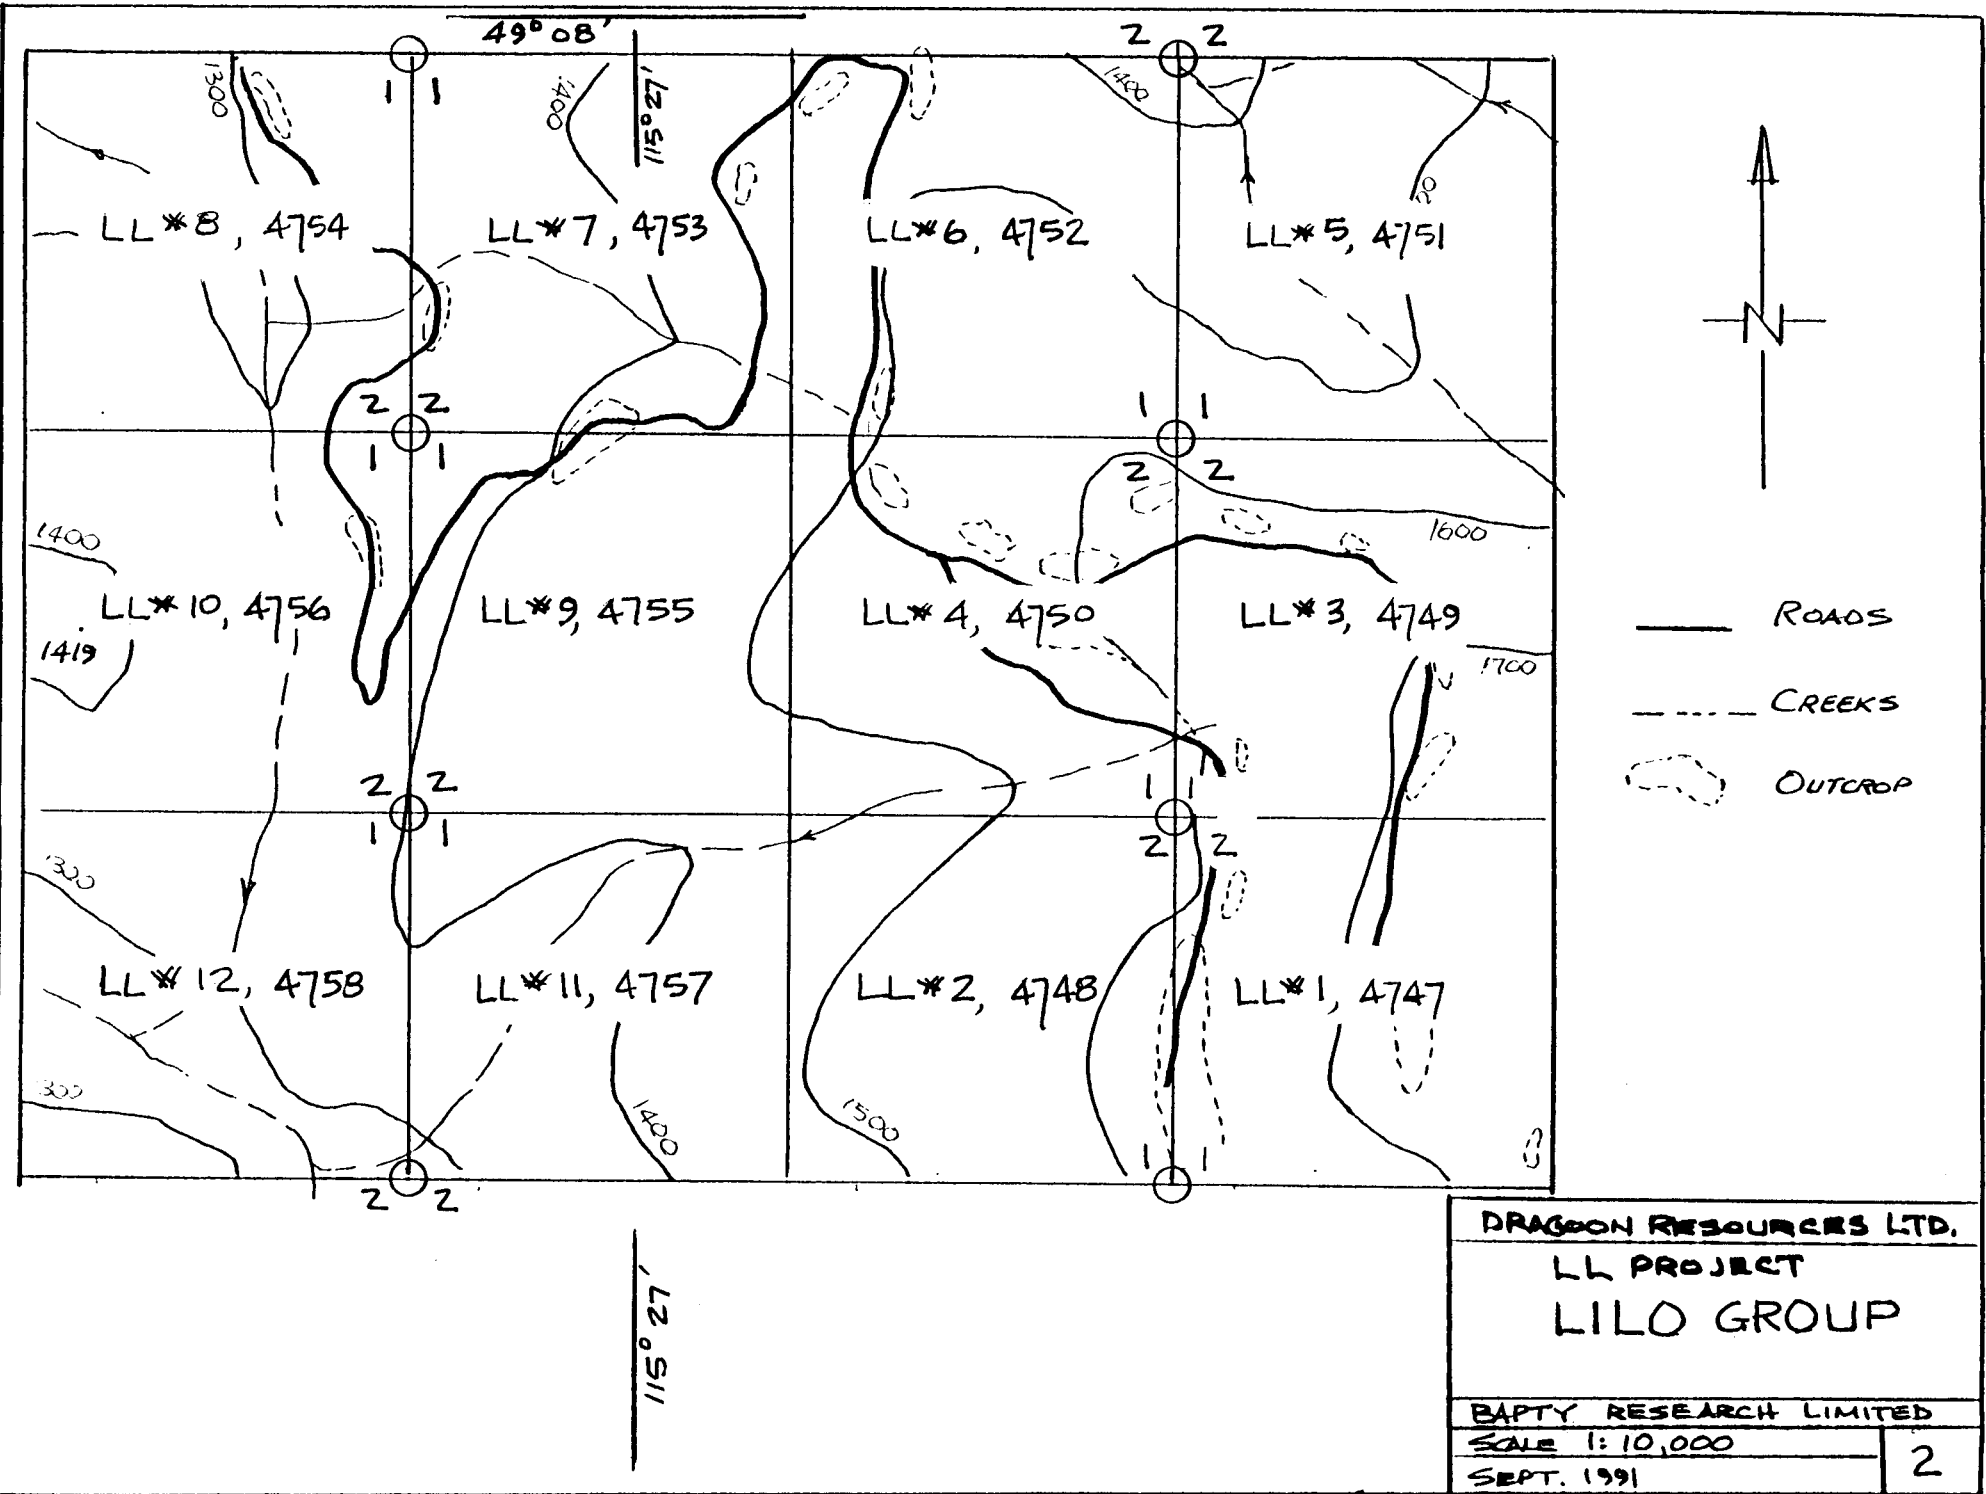 49° 08'
115° 27'
1300
1 1
1400
2 2
1400
LL#8, 4754
LL#7, 4753
LL#6, 4752
LL#5, 4751
2 2
1 1
1 1
2 2
1400
1600
LL#10, 4756
LL#9, 4755
LL#4, 4750
LL#3, 4749
1419
1700
2 2
1 1
1 1
2 2
1300
LL#12, 4758
LL#11, 4757
LL#2, 4748
LL#1, 4747
300
1400
1500
1 1
2 2
115° 27'
N
ROADS
CREEKS
OUTCROP
DRAGOON RESOURCES LTD.
LL PROJECT
LILO GROUP
BAPTY RESEARCH LIMITED
SCALE 1:10,000
SEPT. 1991
2